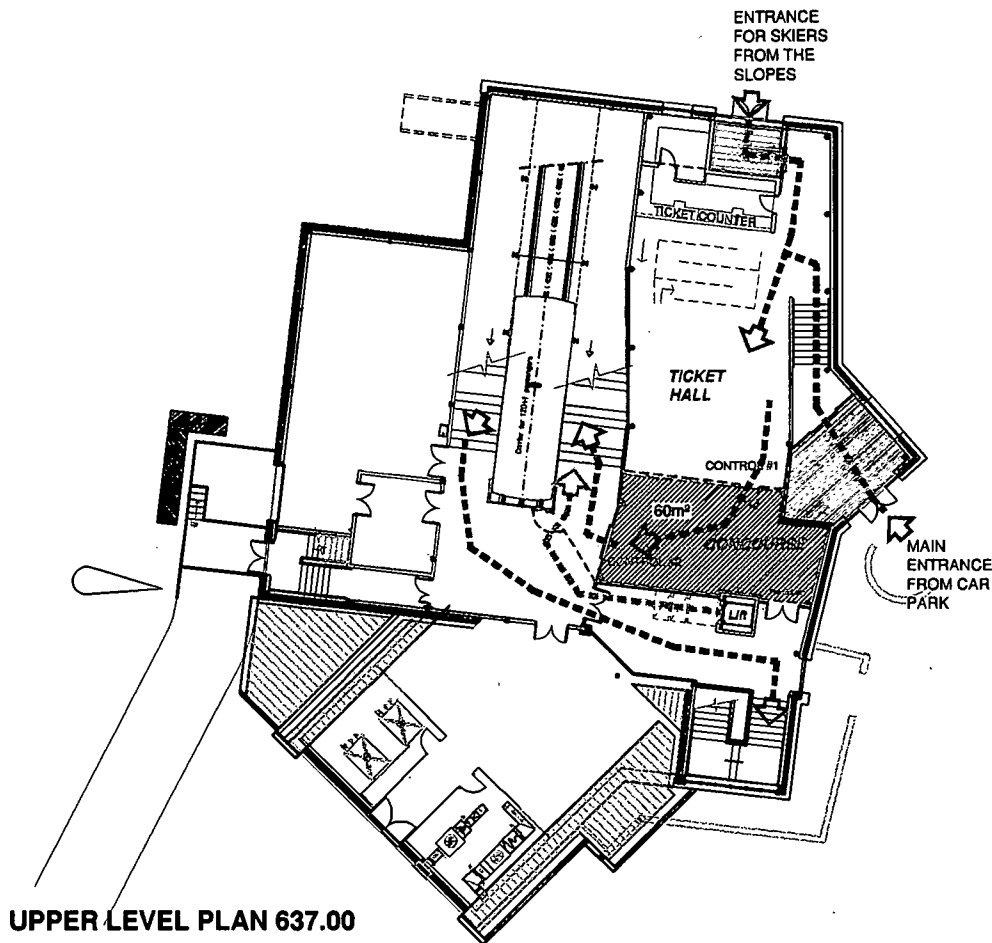 ENTRANCE
FOR SKIERS
FROM THE
SLOPES
TICKET COUNTER
TICKET
HALL
CONTROL #1
60m²
CONCOURSE
Lift
MAIN
ENTRANCE
FROM CAR
PARK
UPPER LEVEL PLAN 637.00